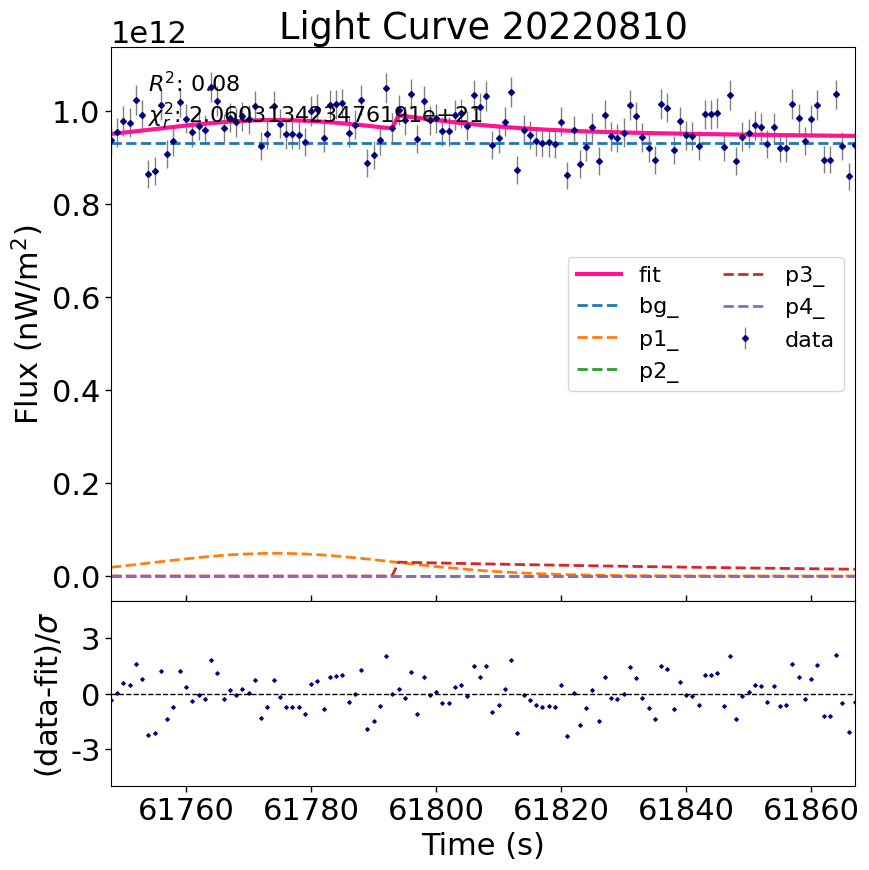 Light Curve 20220810
1e12
R²: 0.08
χ²ᵣ: 2.060313423476191e+21
Flux (nW/m²)
1.0
0.8
0.6
0.4
0.2
0.0
fit
bg_
p1_
p2_
p3_
p4_
data
(data-fit)/σ
3
0
-3
61760 61780 61800 61820 61840 61860
Time (s)